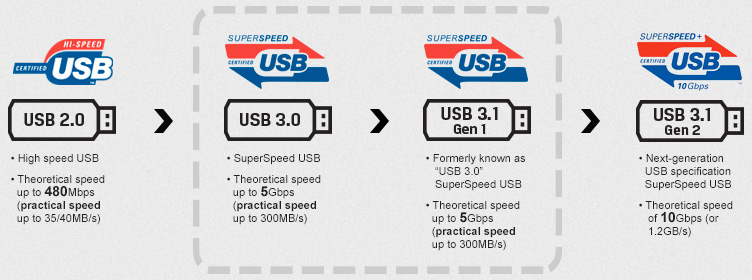 HI-SPEED
CERTIFIED USB
™
USB 2.0
• High speed USB
• Theoretical speed
up to 480Mbps
(practical speed
up to 35/40MB/s)
SUPERSPEED
CERTIFIED USB
USB 3.0
• SuperSpeed USB
• Theoretical speed
up to 5Gbps
(practical speed
up to 300MB/s)
SUPERSPEED
CERTIFIED USB
USB 3.1
Gen 1
• Formerly known as
“USB 3.0”
SuperSpeed USB
• Theoretical speed
up to 5Gbps
(practical speed
up to 300MB/s)
SUPERSPEED+
CERTIFIED USB
10Gbps
USB 3.1
Gen 2
• Next-generation
USB specification
SuperSpeed USB
• Theoretical speed
of 10Gbps (or
1.2GB/s)